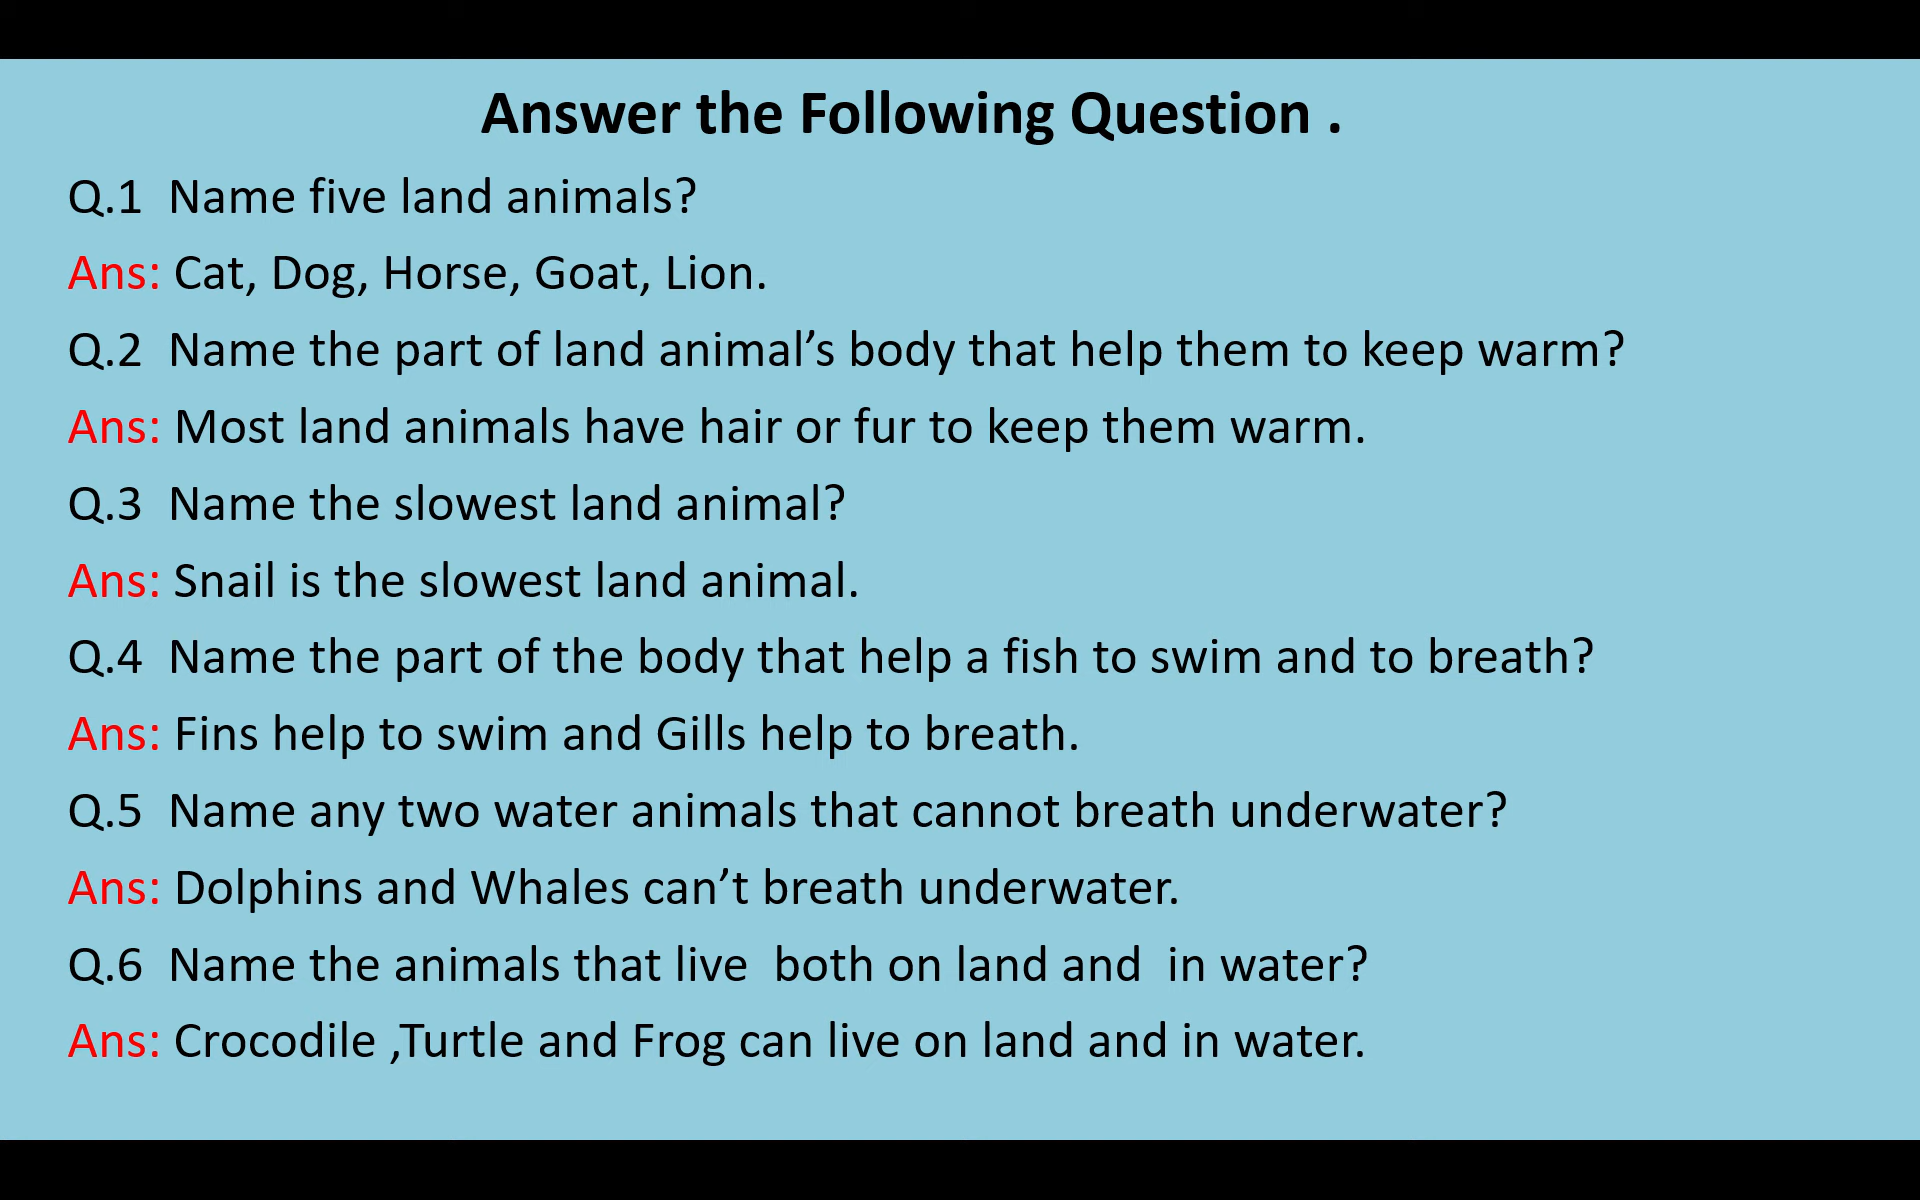 Answer the Following Question .
Q.1  Name five land animals?
Ans: Cat, Dog, Horse, Goat, Lion.
Q.2  Name the part of land animal’s body that help them to keep warm?
Ans: Most land animals have hair or fur to keep them warm.
Q.3  Name the slowest land animal?
Ans: Snail is the slowest land animal.
Q.4  Name the part of the body that help a fish to swim and to breath?
Ans: Fins help to swim and Gills help to breath.
Q.5  Name any two water animals that cannot breath underwater?
Ans: Dolphins and Whales can’t breath underwater.
Q.6  Name the animals that live  both on land and  in water?
Ans: Crocodile ,Turtle and Frog can live on land and in water.